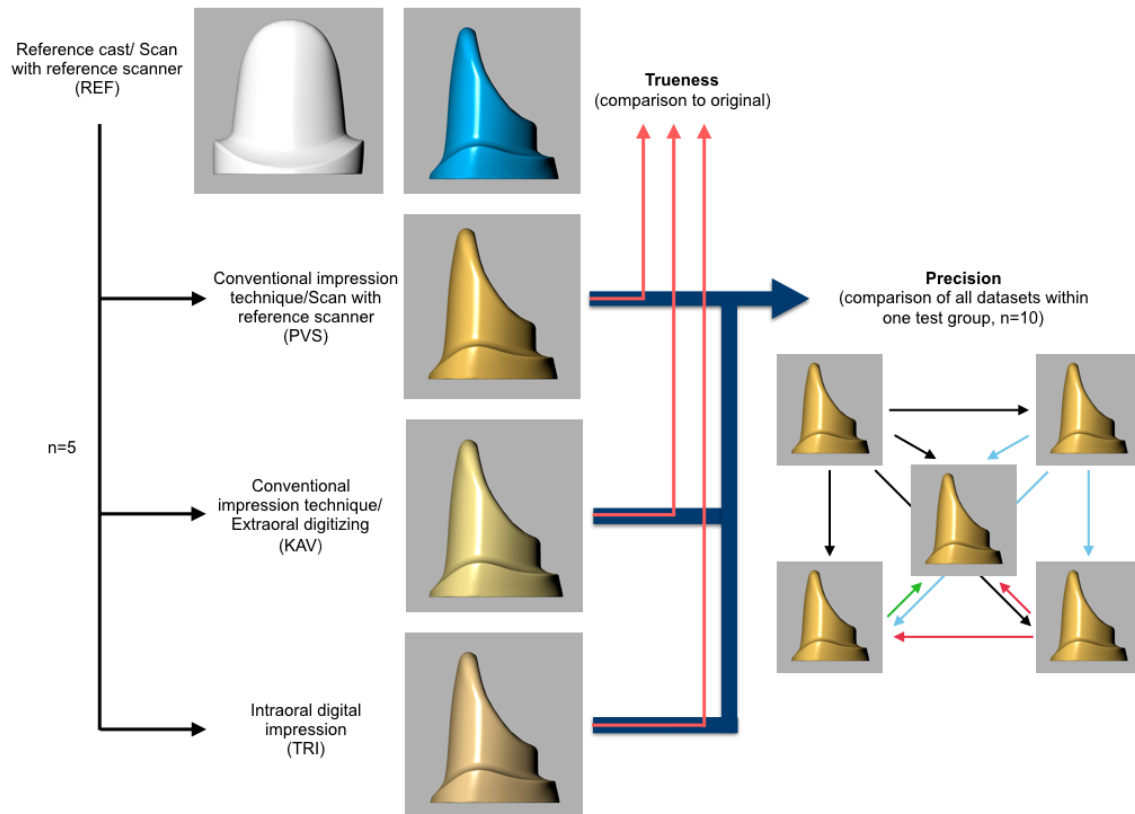 Reference cast/ Scan
with reference scanner
(REF)
Trueness
(comparison to original)
Conventional impression
technique/Scan with
reference scanner
(PVS)
Precision
(comparison of all datasets within
one test group, n=10)
n=5
Conventional
impression technique/
Extraoral digitizing
(KAV)
Intraoral digital
impression
(TRI)